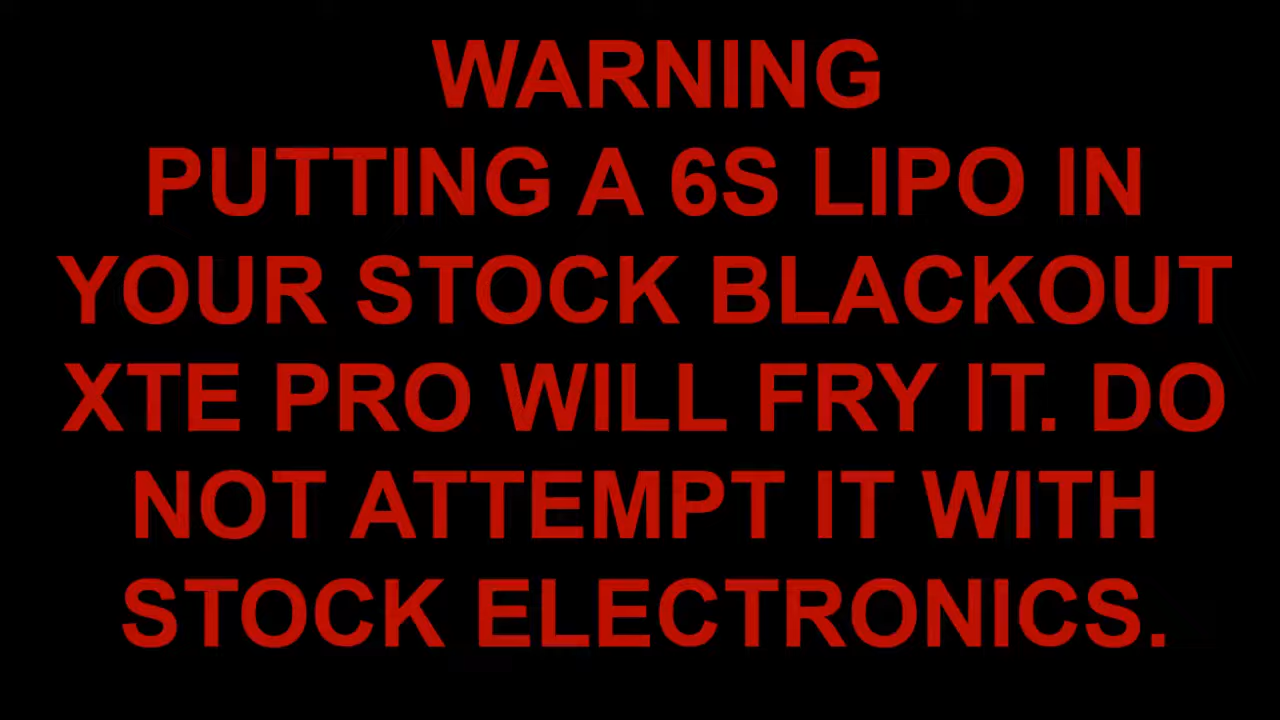 WARNING
PUTTING A 6S LIPO IN
YOUR STOCK BLACKOUT
XTE PRO WILL FRY IT. DO
NOT ATTEMPT IT WITH
STOCK ELECTRONICS.